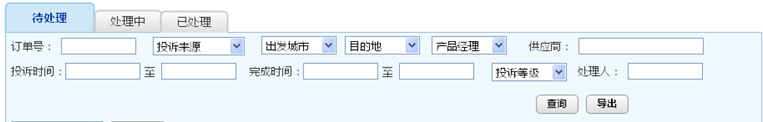 待处理 处理中 已处理
订单号： 投诉来源 出发城市 目的地 产品经理 供应商：
投诉时间： 至 完成时间： 至 投诉等级 处理人：
查询 导出